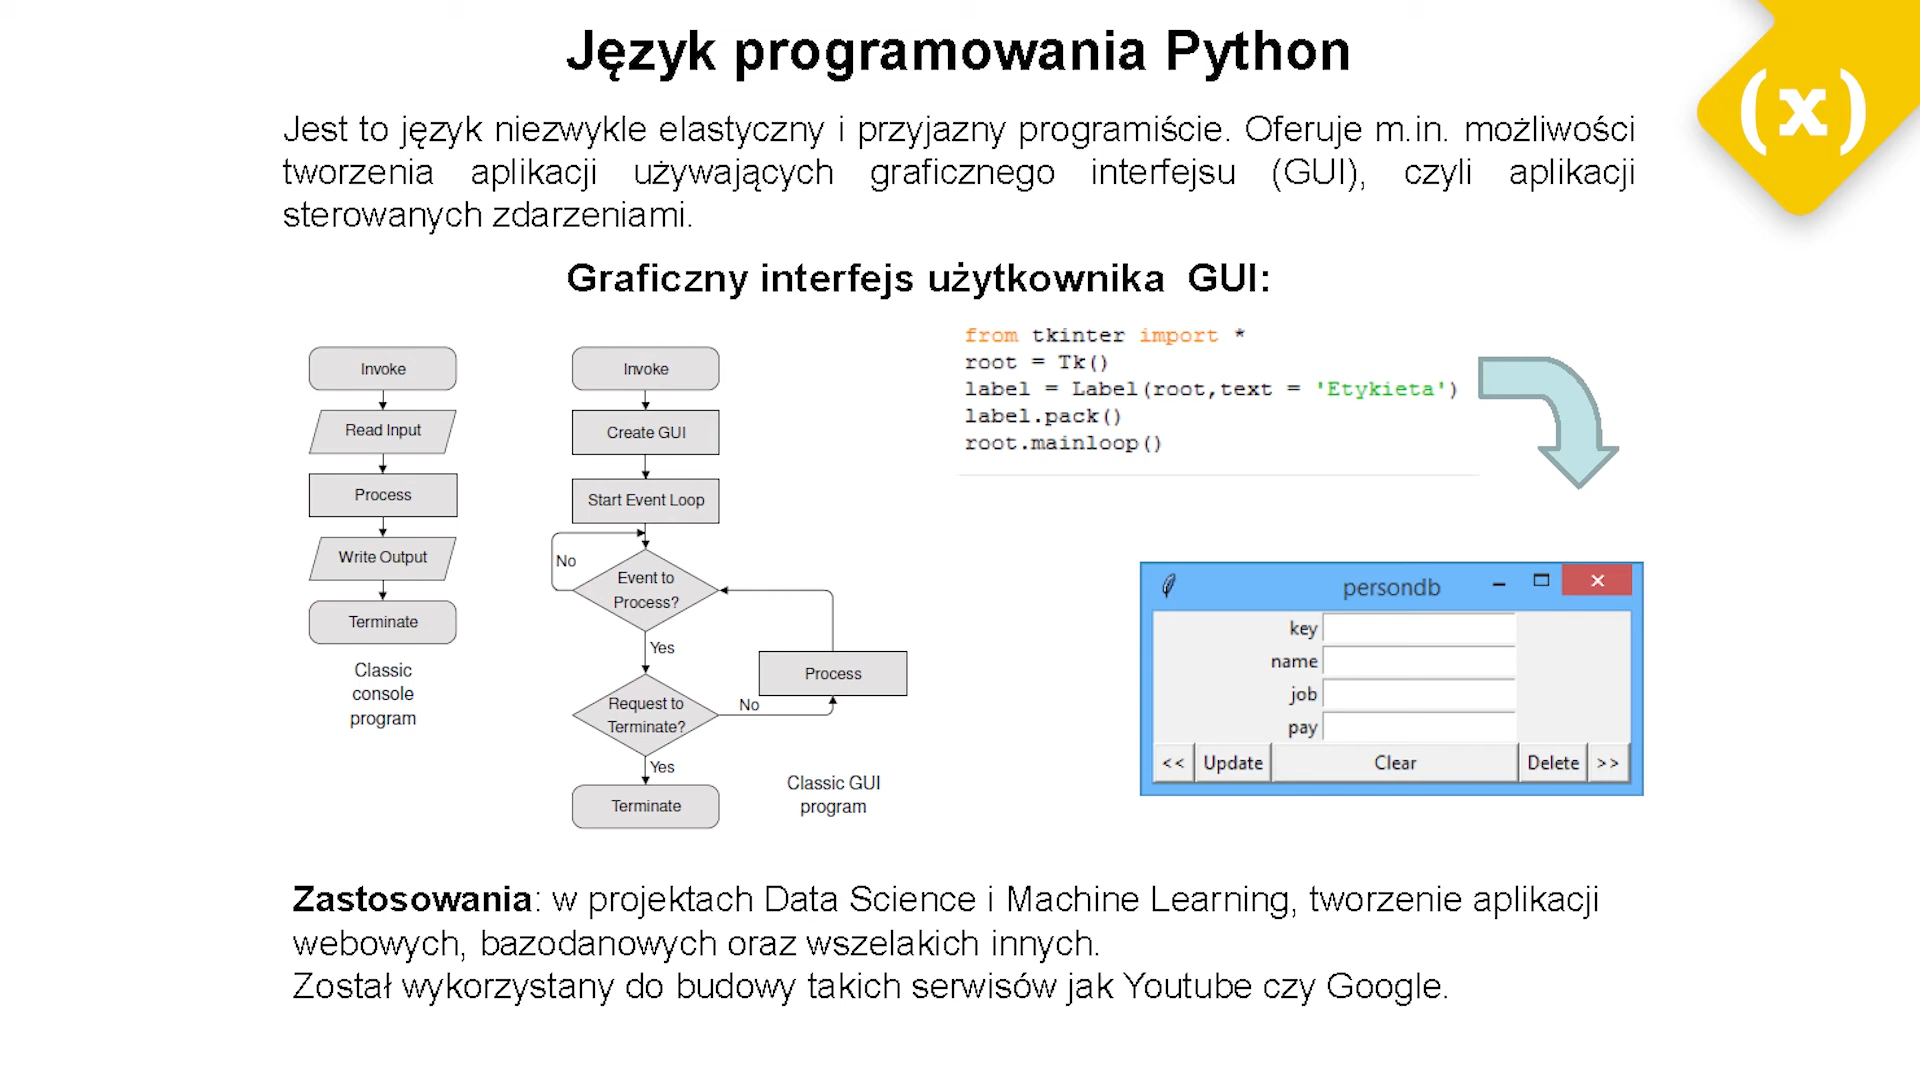 Język programowania Python
(x)
Jest to język niezwykle elastyczny i przyjazny programiście. Oferuje m.in. możliwości
tworzenia aplikacji używających graficznego interfejsu (GUI), czyli aplikacji
sterowanych zdarzeniami.
Graficzny interfejs użytkownika GUI:
Invoke
Read Input
Process
Write Output
Terminate
Classic
console
program
Invoke
Create GUI
Start Event Loop
No
Event to
Process?
Yes
Process
Request to
Terminate?
No
Yes
Terminate
Classic GUI
program
from tkinter import *
root = Tk()
label = Label(root,text = 'Etykieta')
label.pack()
root.mainloop()
persondb
key
name
job
pay
<< Update Clear Delete >>
Zastosowania: w projektach Data Science i Machine Learning, tworzenie aplikacji
webowych, bazodanowych oraz wszelakich innych.
Został wykorzystany do budowy takich serwisów jak Youtube czy Google.